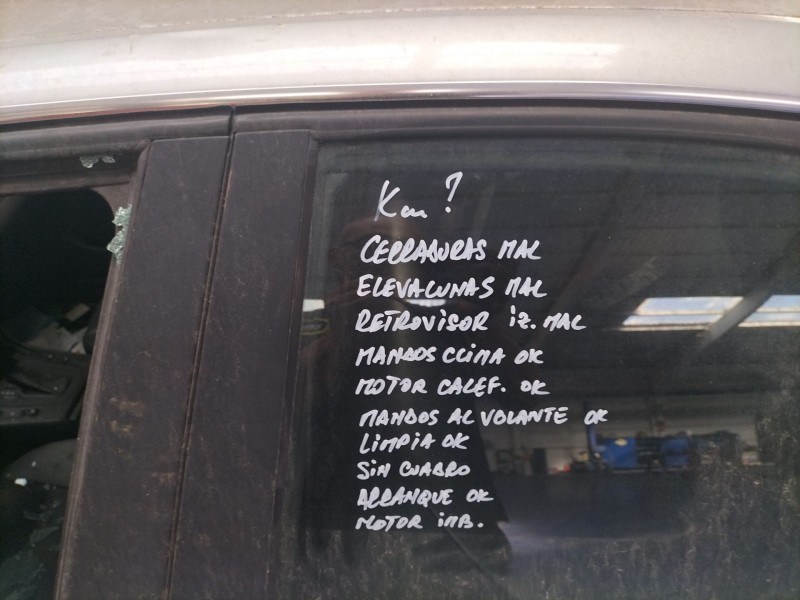 Km?
CERRADURAS MAL
ELEVALUNAS MAL
RETROVISOR iZ. MAL
MANDOS CLIMA OK
MOTOR CALEF. OK
MANDOS AL VOLANTE OK
LIMPIA OK
SiN CUADRO
ARRANQUE OK
MOTOR iNB.